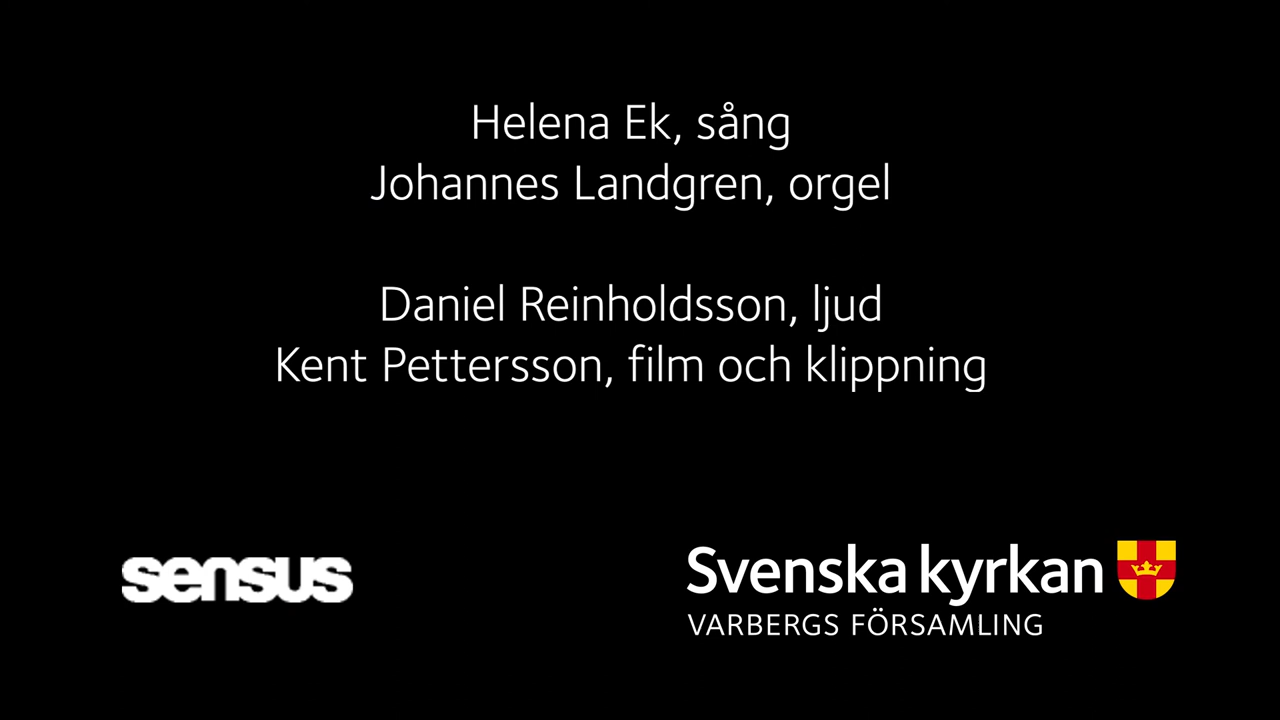 Helena Ek, sång
Johannes Landgren, orgel
Daniel Reinholdsson, ljud
Kent Pettersson, film och klippning
sensus
Svenska kyrkan
VARBERGS FÖRSAMLING